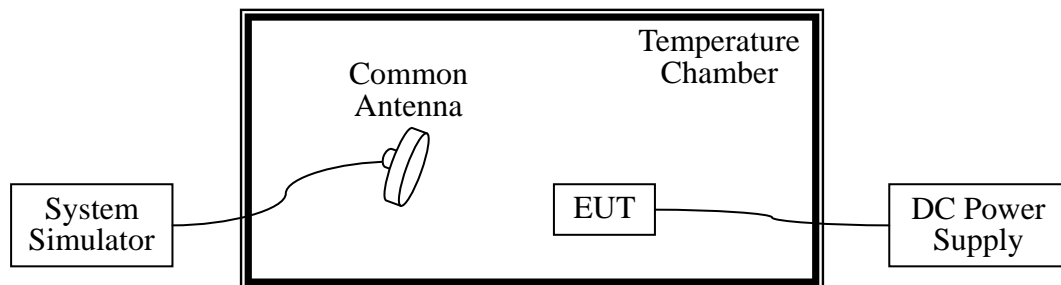 Temperature
Chamber
Common
Antenna
System
Simulator
EUT
DC Power
Supply